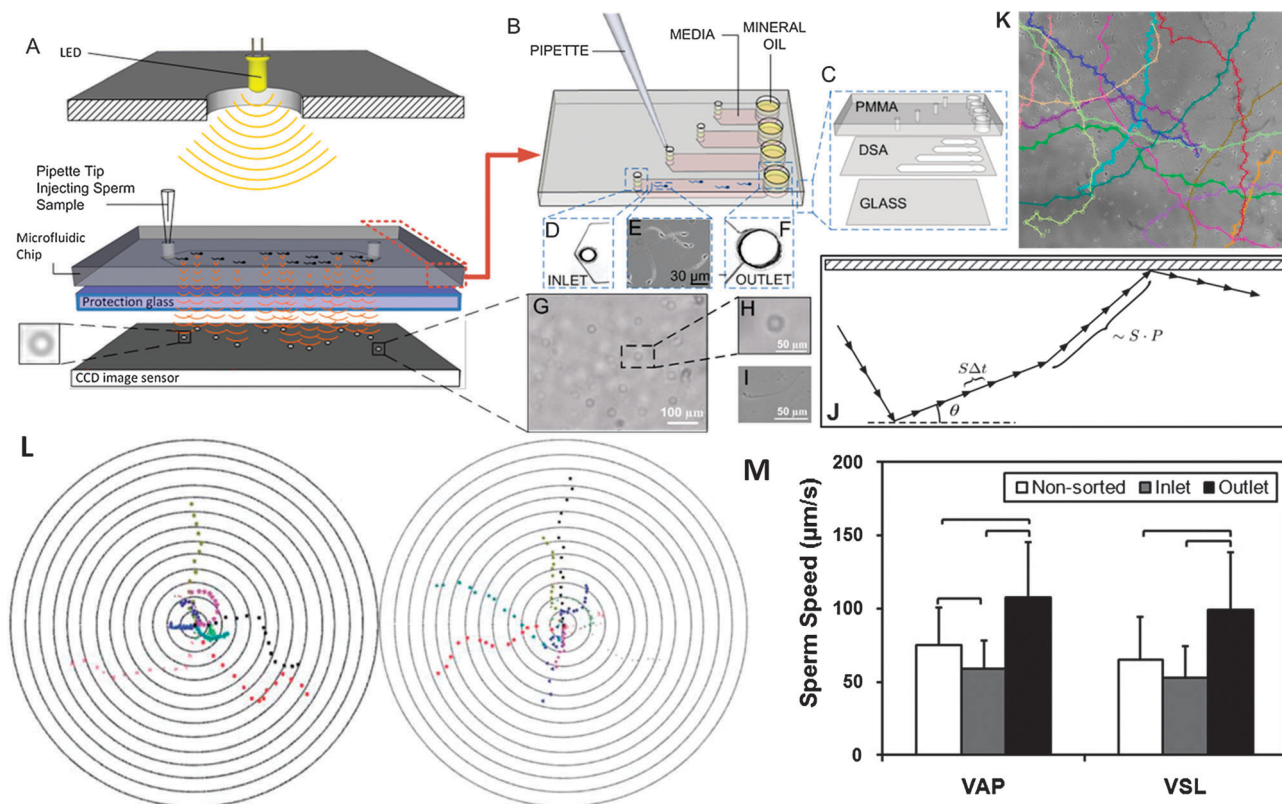 A
LED
Pipette Tip
Injecting Sperm
Sample
Microfluidic
Chip
Protection glass
CCD image sensor
B
PIPETTE
MEDIA
MINERAL
OIL
C
PMMA
DSA
GLASS
D
INLET
E
30 µm
F
OUTLET
G
100 µm
H
50 µm
I
50 µm
K
J
SΔt
θ
∼ S · P
L
M
Sperm Speed (µm/s)
200
150
100
50
0
Non-sorted
Inlet
Outlet
VAP
VSL